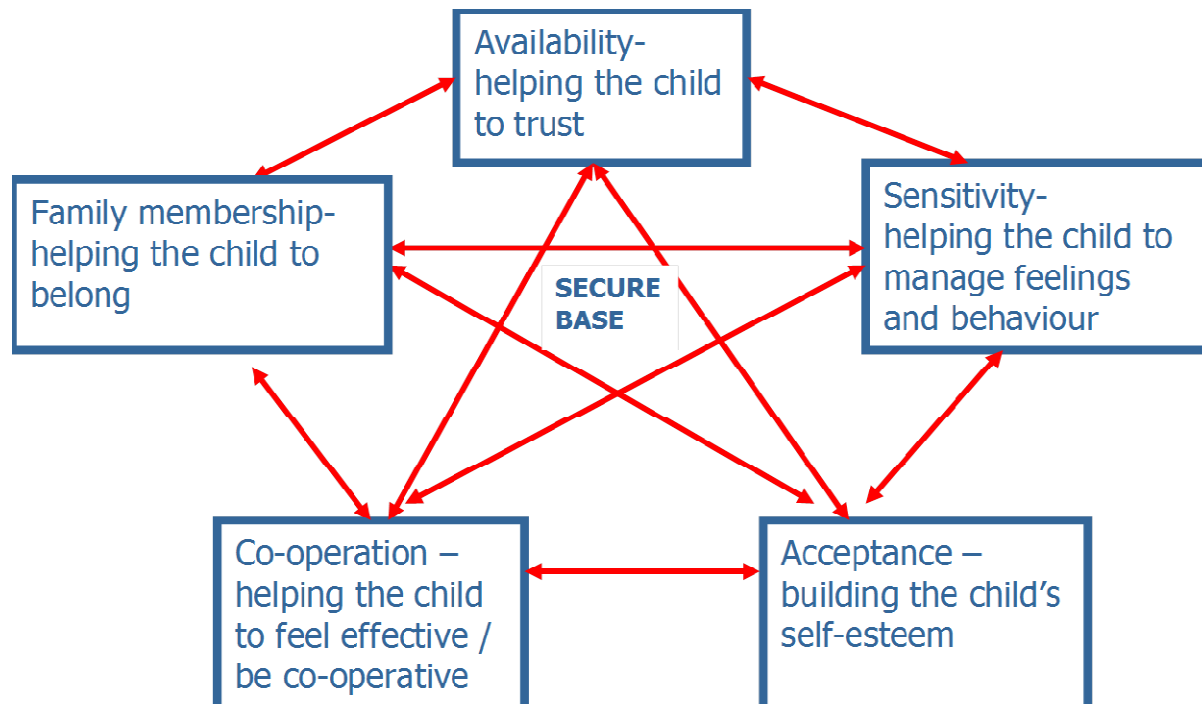 Availability-
helping the child
to trust
Family membership-
helping the child to
belong
Sensitivity-
helping the child to
manage feelings
and behaviour
SECURE
BASE
Co-operation –
helping the child
to feel effective /
be co-operative
Acceptance –
building the child’s
self-esteem